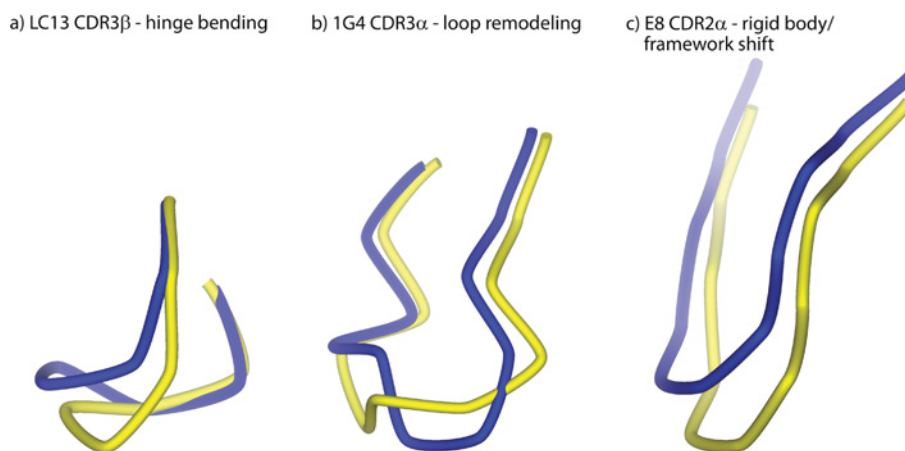 a) LC13 CDR3β - hinge bending
b) 1G4 CDR3α - loop remodeling
c) E8 CDR2α - rigid body/
framework shift